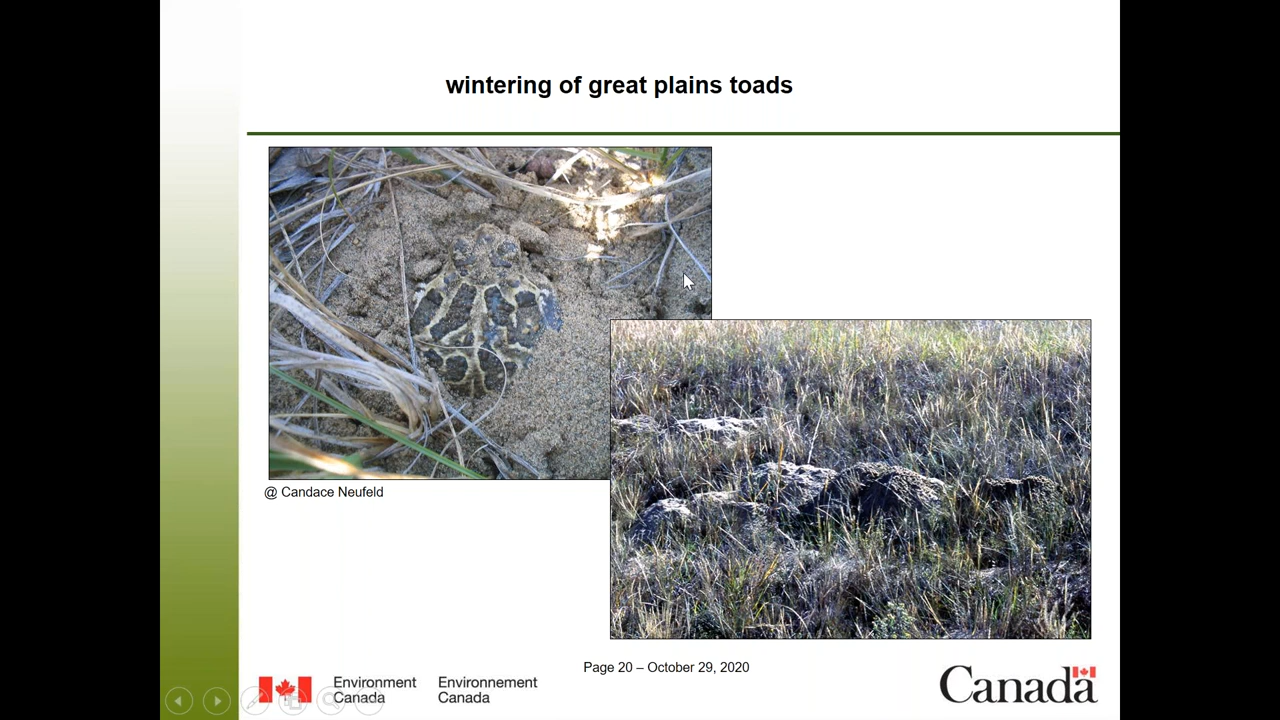 wintering of great plains toads
@ Candace Neufeld
Page 20 – October 29, 2020
Environment Environnement
Canada Canada
Canada